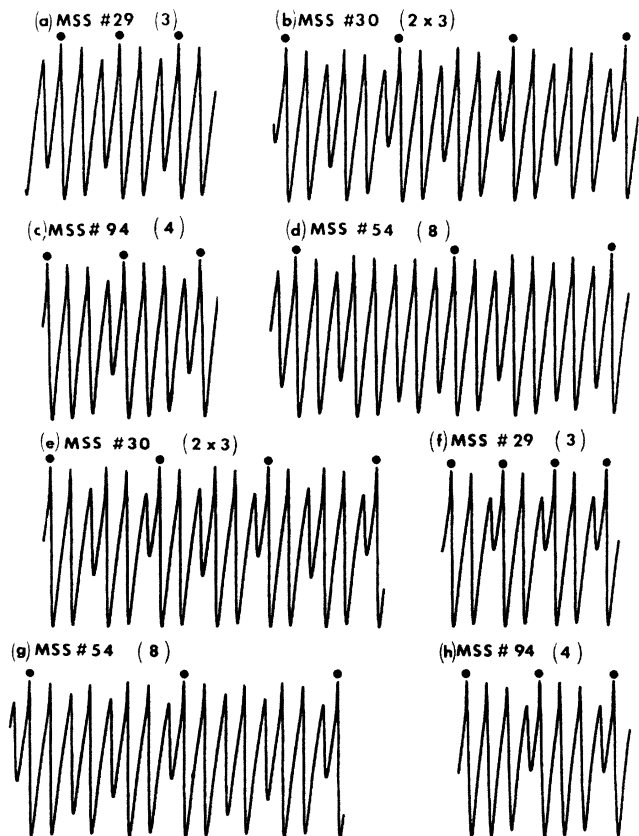 (a) MSS #29 (3)
(b) MSS #30 (2 x 3)
(c) MSS # 94 (4)
(d) MSS #54 (8)
(e) MSS #30 (2 x 3)
(f) MSS #29 (3)
(g) MSS #54 (8)
(h) MSS #94 (4)